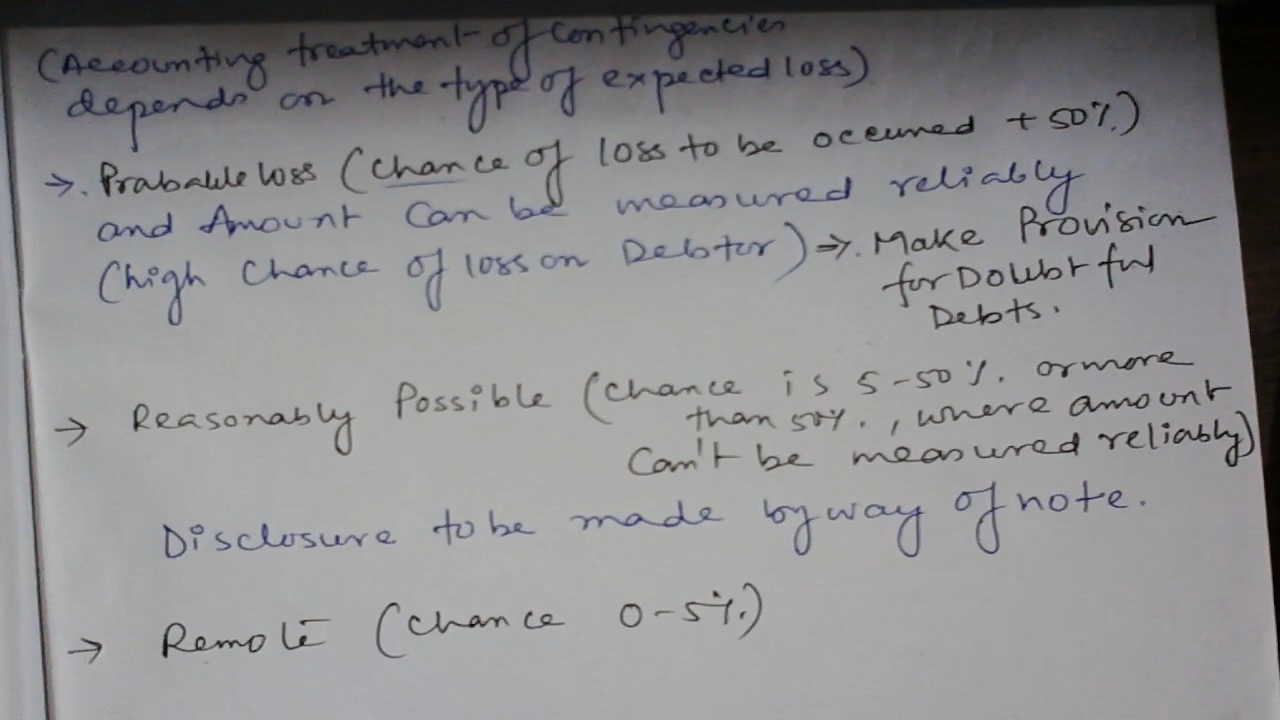 (Accounting treatment of contingencies
depends on the type of expected loss)
→. Probable loss (chance of loss to be occurred + 50%)
and Amount Can be measured reliably
(high chance of loss on Debtor) ⇒. Make Provision
for Doubtful
Debts.
→ Reasonably Possible (chance is 5-50%. or more
than 50%., where amount
Can't be measured reliably)
Disclosure to be made by way of note.
→ Remote (chance 0-5%.)